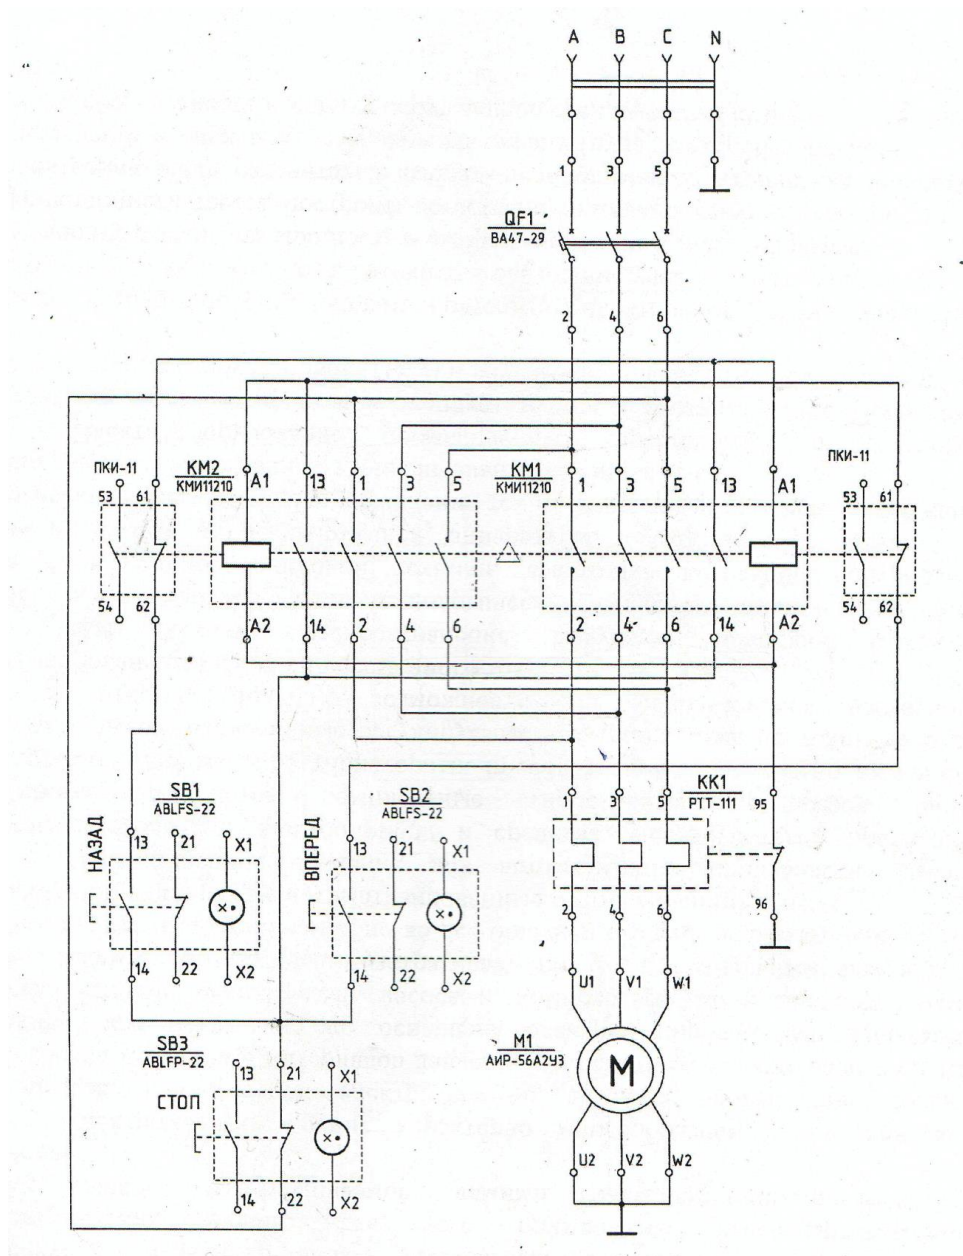 A B C N
1 3 5
QF1
ВА47-29
2 4 6
ПКИ-11
КМ2
КМИ11210
КМ1
КМИ11210
ПКИ-11
53 61 A1 13 1 3 5 1 3 5 13 A1 53 61
54 62 A2 14 2 4 6 2 4 6 14 A2 54 62
SB1
ABLFS-22
SB2
ABLFS-22
KK1
РТТ-111
1 3 5 95
НАЗАД
13 21 X1
ВПЕРЕД
13 21 X1
14 22 X2
14 22 X2
2 4 6 96
U1 V1 W1
SB3
ABLFP-22
M1
АИР-56А2У3
M
13 21 X1
СТОП
14 22 X2
U2 V2 W2